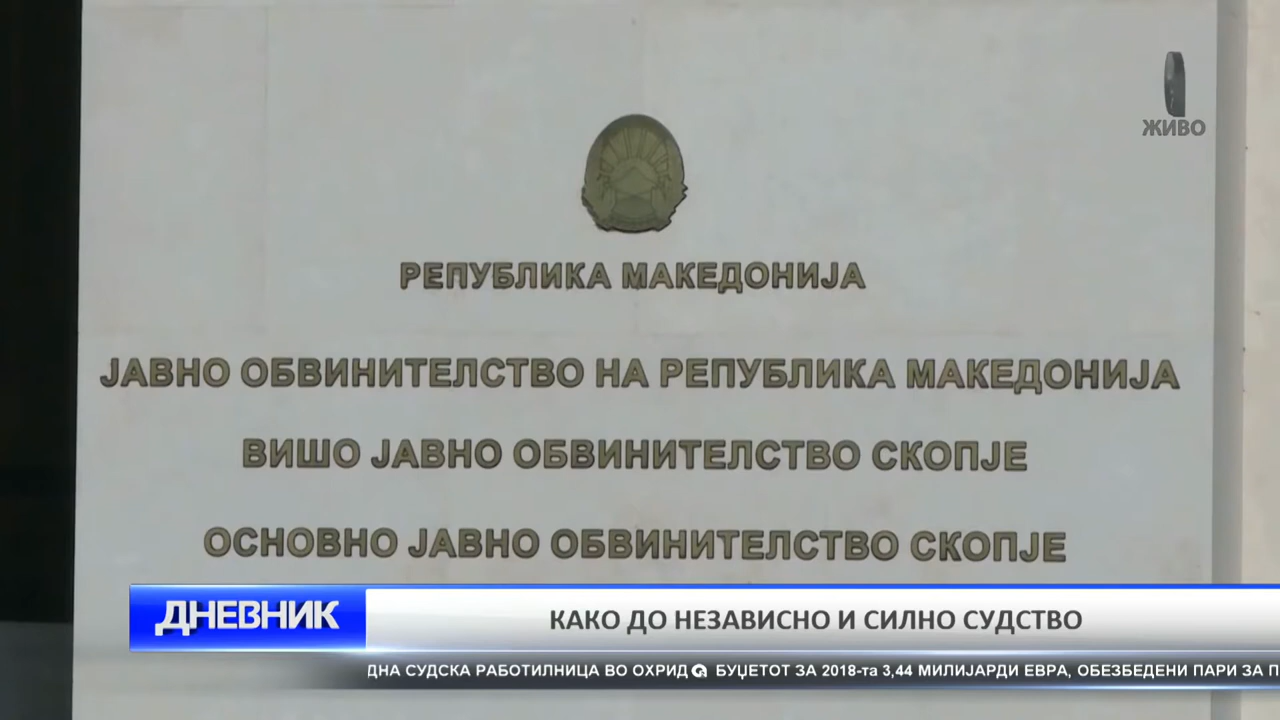 ЖИВО
РЕПУБЛИКА МАКЕДОНИЈА
ЈАВНО ОБВИНИТЕЛСТВО НА РЕПУБЛИКА МАКЕДОНИЈА
ВИШО ЈАВНО ОБВИНИТЕЛСТВО СКОПЈЕ
ОСНОВНО ЈАВНО ОБВИНИТЕЛСТВО СКОПЈЕ
ДНЕВНИК
КАКО ДО НЕЗАВИСНО И СИЛНО СУДСТВО
ДНА СУДСКА РАБОТИЛНИЦА ВО ОХРИД БУЏЕТОТ ЗА 2018-та 3,44 МИЛИЈАРДИ ЕВРА, ОБЕЗБЕДЕНИ ПАРИ ЗА П